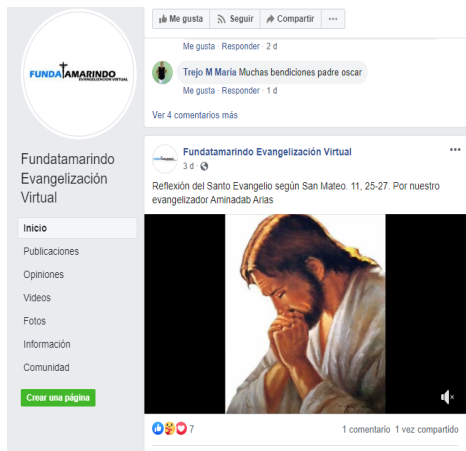 FUNDATAMARINDO
EVANGELIZACIÓN VIRTUAL
Fundatamarindo
Evangelización
Virtual
Inicio
Publicaciones
Opiniones
Videos
Fotos
Información
Comunidad
Crear una página
Me gusta Seguir Compartir ...
Me gusta · Responder · 2 d
Trejo M María Muchas bendiciones padre oscar
Me gusta · Responder · 1 d
Ver 4 comentarios más
Fundatamarindo Evangelización Virtual
3 d ·
Reflexión del Santo Evangelio según San Mateo. 11, 25-27. Por nuestro
evangelizador Aminadab Arias
7
1 comentario 1 vez compartido